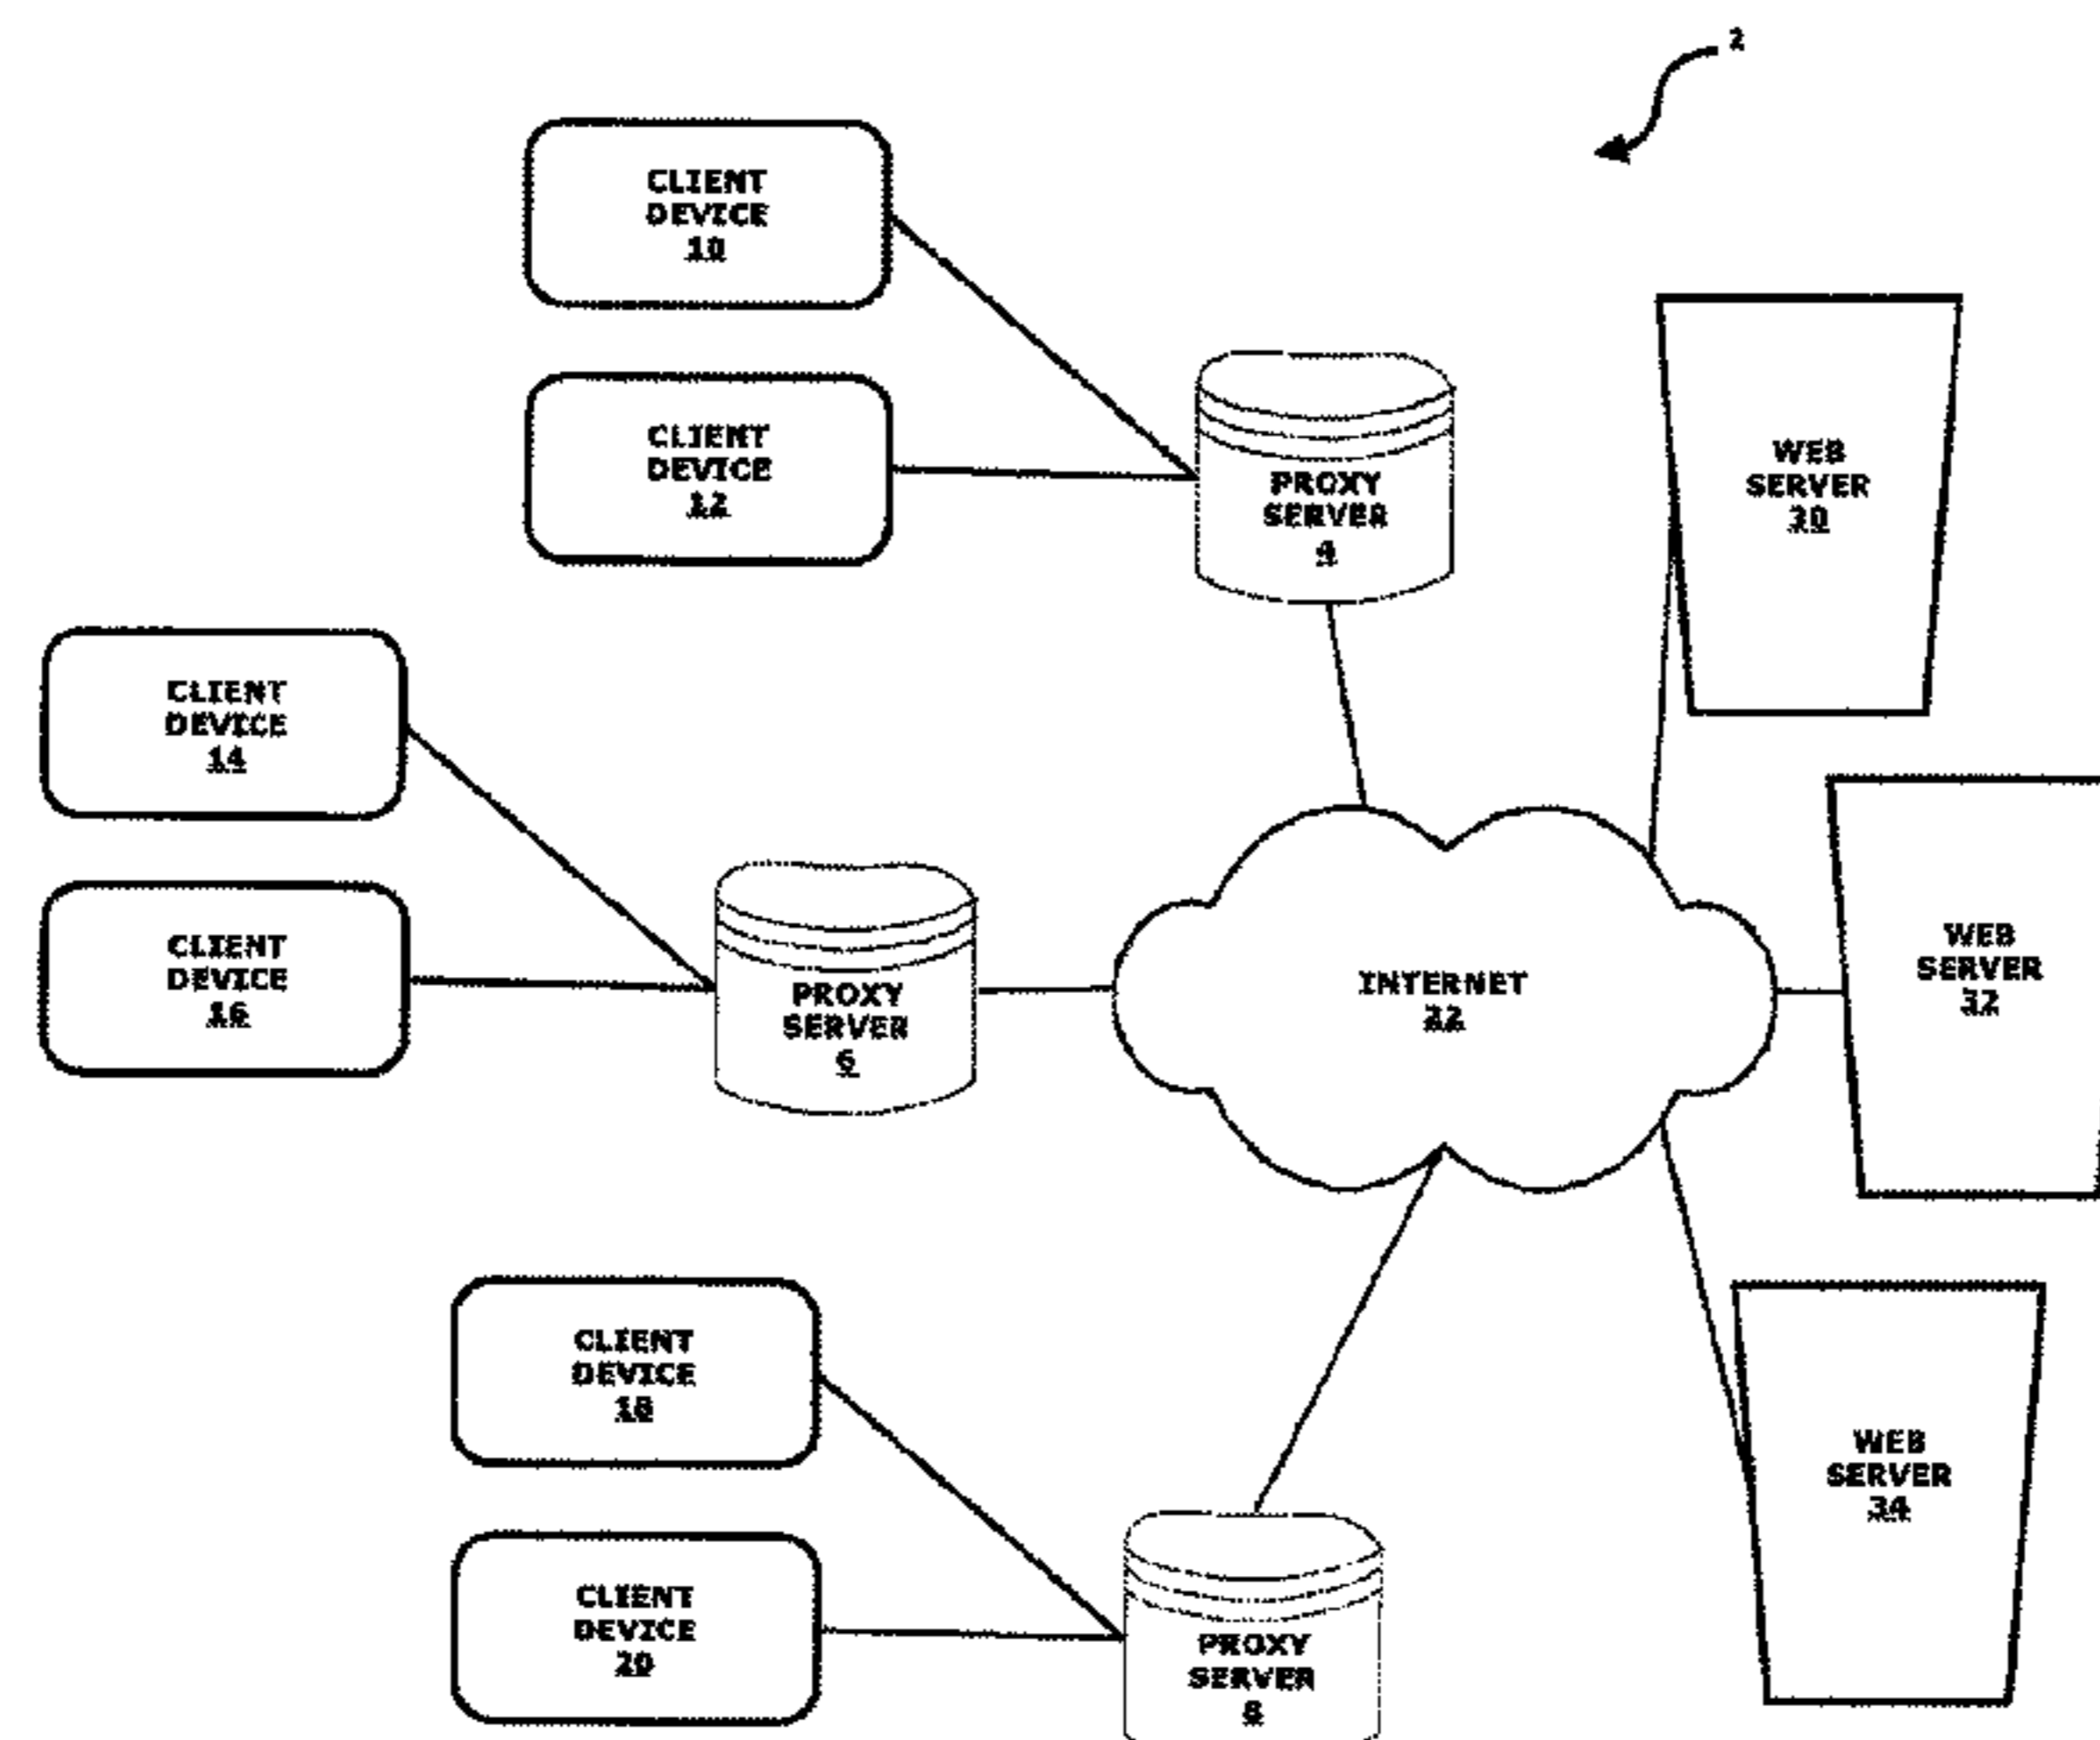 2
CLIENT
DEVICE
10
CLIENT
DEVICE
12
PROXY
SERVER
4
WEB
SERVER
30
CLIENT
DEVICE
14
CLIENT
DEVICE
16
PROXY
SERVER
6
INTERNET
22
WEB
SERVER
32
CLIENT
DEVICE
18
CLIENT
DEVICE
20
PROXY
SERVER
8
WEB
SERVER
34